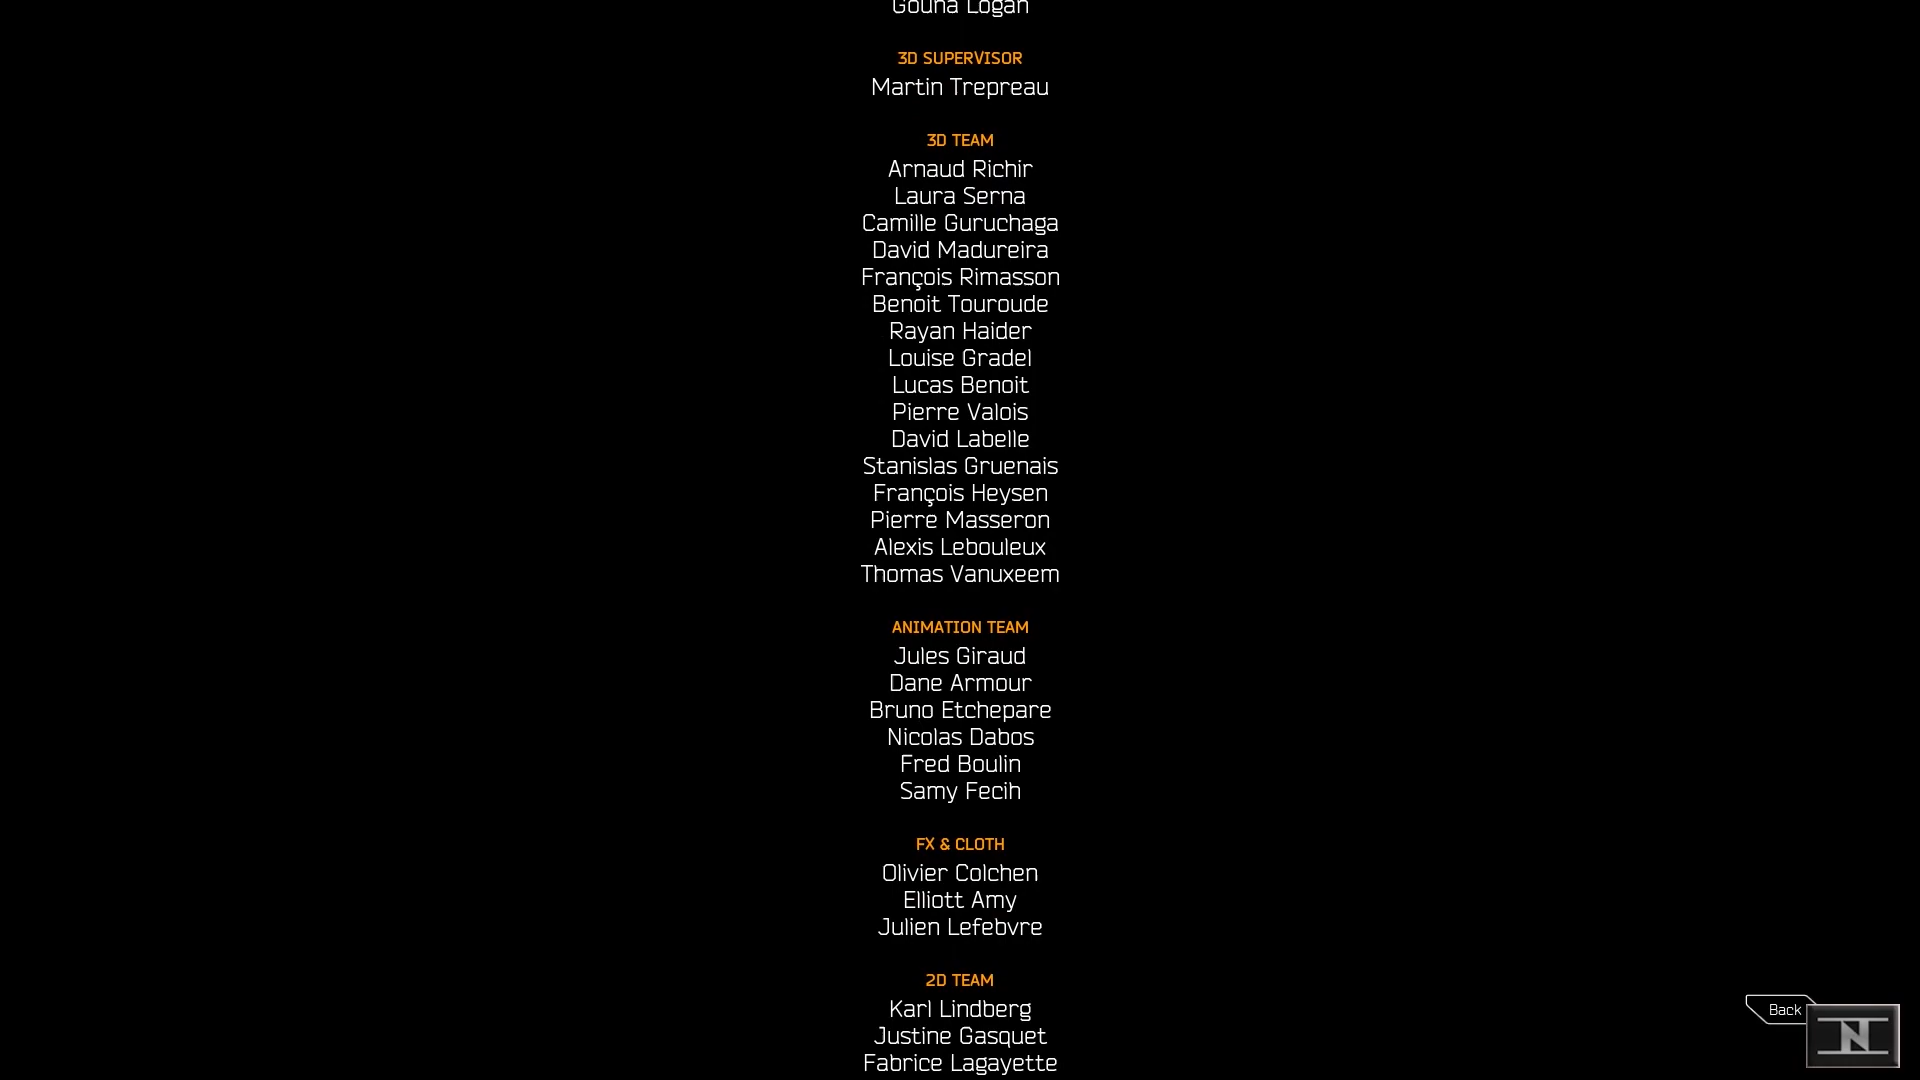 Gouna Logan
3D SUPERVISOR
Martin Trepreau
3D TEAM
Arnaud Richir
Laura Serna
Camille Guruchaga
David Madureira
François Rimasson
Benoit Touroude
Rayan Haider
Louise Gradel
Lucas Benoit
Pierre Valois
David Labelle
Stanislas Gruenais
François Heysen
Pierre Masseron
Alexis Lebouleux
Thomas Vanuxeem
ANIMATION TEAM
Jules Giraud
Dane Armour
Bruno Etchepare
Nicolas Dabos
Fred Boulin
Samy Fecih
FX & CLOTH
Olivier Colchen
Elliott Amy
Julien Lefebvre
2D TEAM
Karl Lindberg
Justine Gasquet
Fabrice Lagayette
Back
N